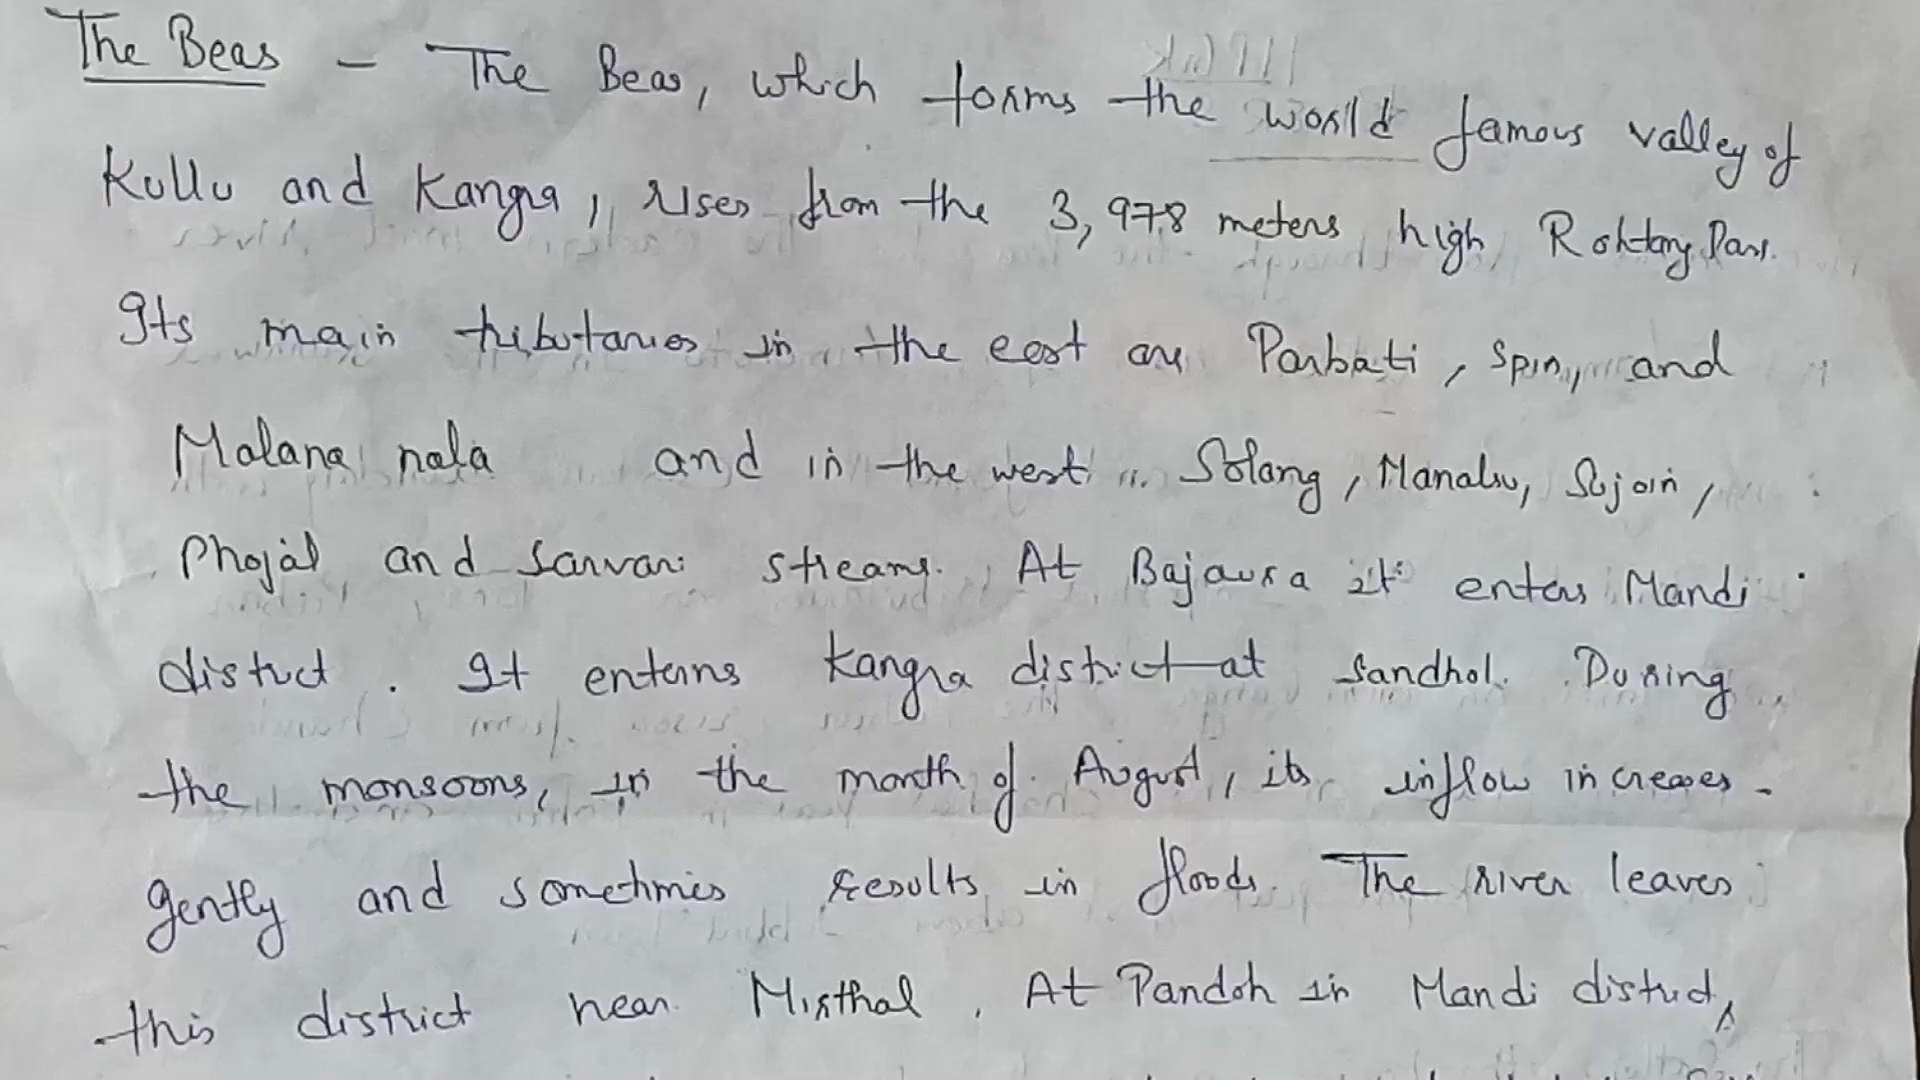 The Beas - The Beas, which forms the world famous valley of
Kullu and Kangra, rises from the 3,978 meters high Rohtang Pass.
Its main tributaries in the east are Parbati, Spin, and
Malana nala and in the west Solang, Manalsu, Sujoin,
Phojal and Sarvari streams. At Bajaura it enters Mandi
district. It enterns Kangra district at Sandhol. During
the monsoons, in the month of August, its inflow increases
gently and sometimes results in floods. The river leaves
this district near Mirthal. At Pandoh in Mandi district,